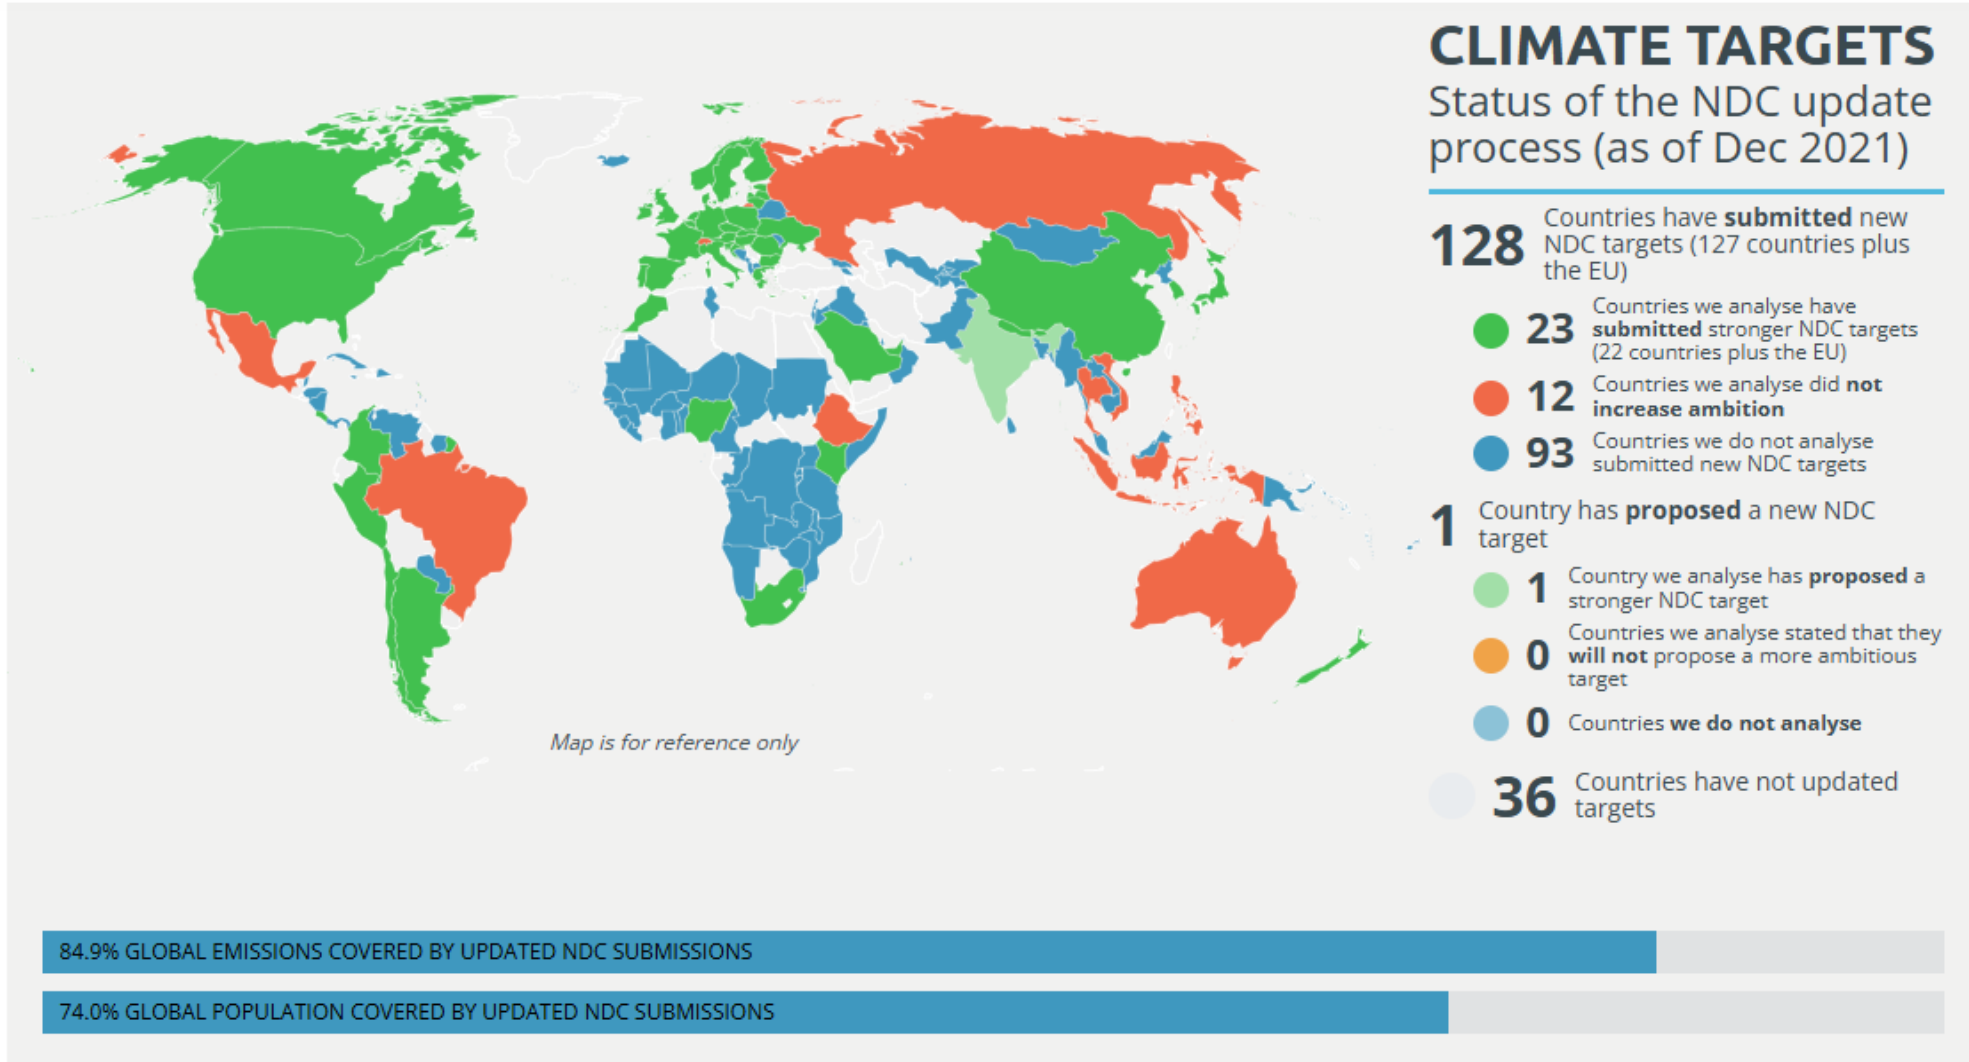 CLIMATE TARGETS
Status of the NDC update
process (as of Dec 2021)
128
Countries have submitted new
NDC targets (127 countries plus
the EU)
23
Countries we analyse have
submitted stronger NDC targets
(22 countries plus the EU)
12
Countries we analyse did not
increase ambition
93
Countries we do not analyse
submitted new NDC targets
1
Country has proposed a new NDC
target
1
Country we analyse has proposed a
stronger NDC target
0
Countries we analyse stated that they
will not propose a more ambitious
target
0
Countries we do not analyse
36
Countries have not updated
targets
Map is for reference only
84.9% GLOBAL EMISSIONS COVERED BY UPDATED NDC SUBMISSIONS
74.0% GLOBAL POPULATION COVERED BY UPDATED NDC SUBMISSIONS